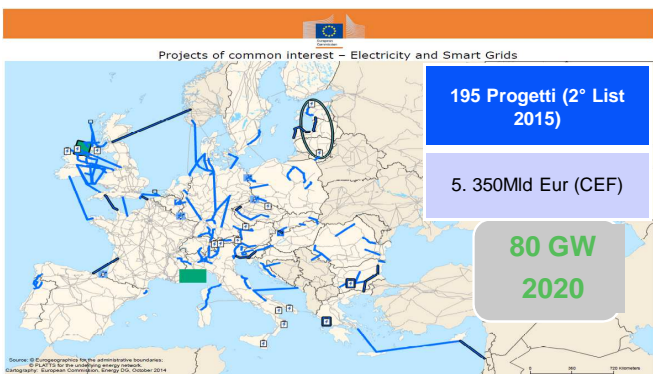 European
Commission
Projects of common interest – Electricity and Smart Grids
195 Progetti (2° List
2015)
5. 350Mld Eur (CEF)
80 GW
2020
Source: © Eurogeographics for the administrative boundaries;
© PLATTS for the underlying energy network.
Cartography: European Commission, Energy DG, October 2014
0 360 720 Kilometers